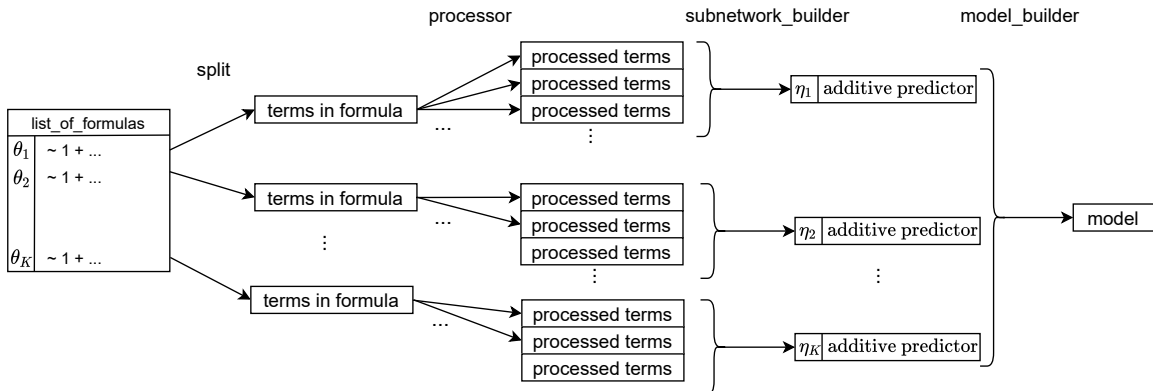 processor
subnetwork_builder
model_builder
split
list_of_formulas
θ₁ ~ 1 + ...
θ₂ ~ 1 + ...
θ_K ~ 1 + ...
terms in formula
...
processed terms
processed terms
processed terms
⋮
η₁ additive predictor
terms in formula
...
⋮
processed terms
processed terms
processed terms
⋮
η₂ additive predictor
⋮
terms in formula
...
processed terms
processed terms
processed terms
η_K additive predictor
model